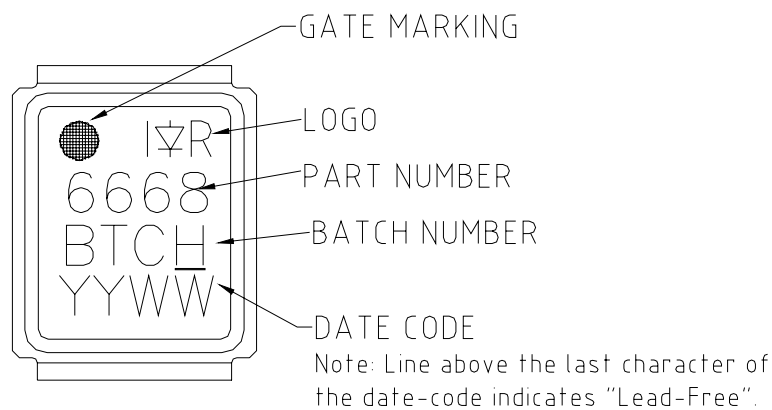 GATE MARKING
I R
LOGO
6668
PART NUMBER
BTCH
BATCH NUMBER
YYWW
DATE CODE
Note: Line above the last character of
the date-code indicates "Lead-Free".